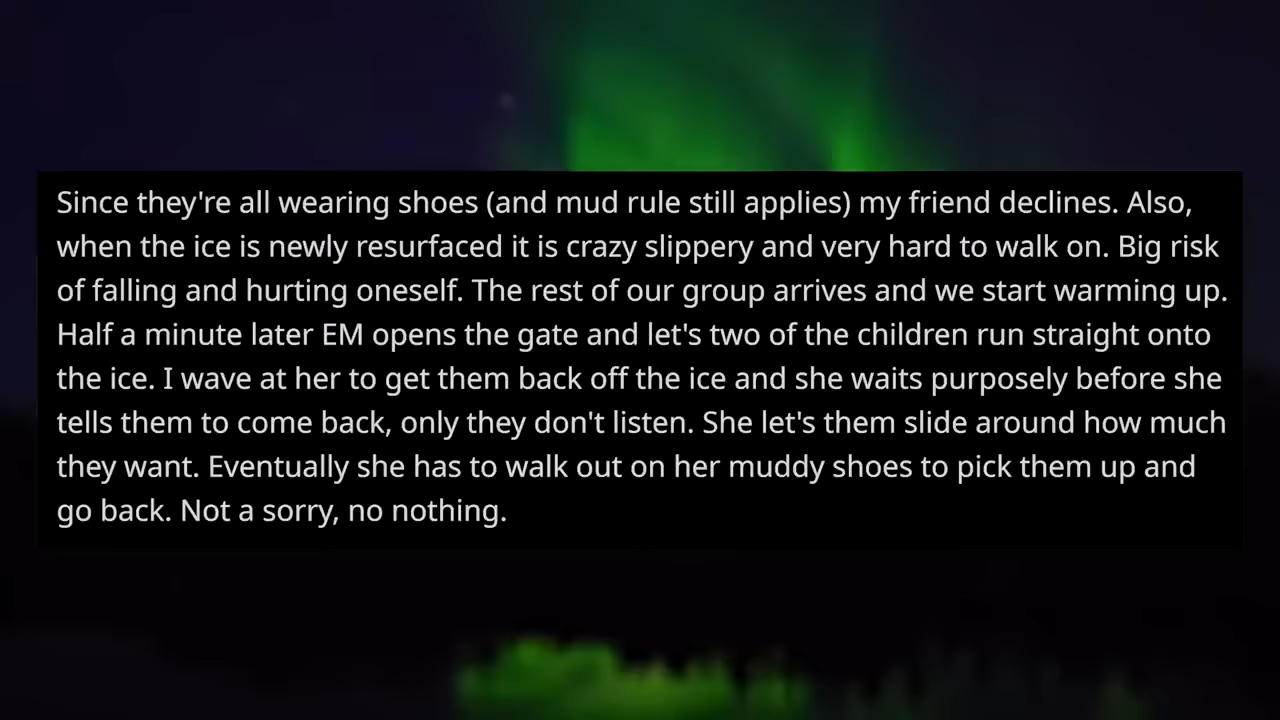 Since they're all wearing shoes (and mud rule still applies) my friend declines. Also,
when the ice is newly resurfaced it is crazy slippery and very hard to walk on. Big risk
of falling and hurting oneself. The rest of our group arrives and we start warming up.
Half a minute later EM opens the gate and let's two of the children run straight onto
the ice. I wave at her to get them back off the ice and she waits purposely before she
tells them to come back, only they don't listen. She let's them slide around how much
they want. Eventually she has to walk out on her muddy shoes to pick them up and
go back. Not a sorry, no nothing.